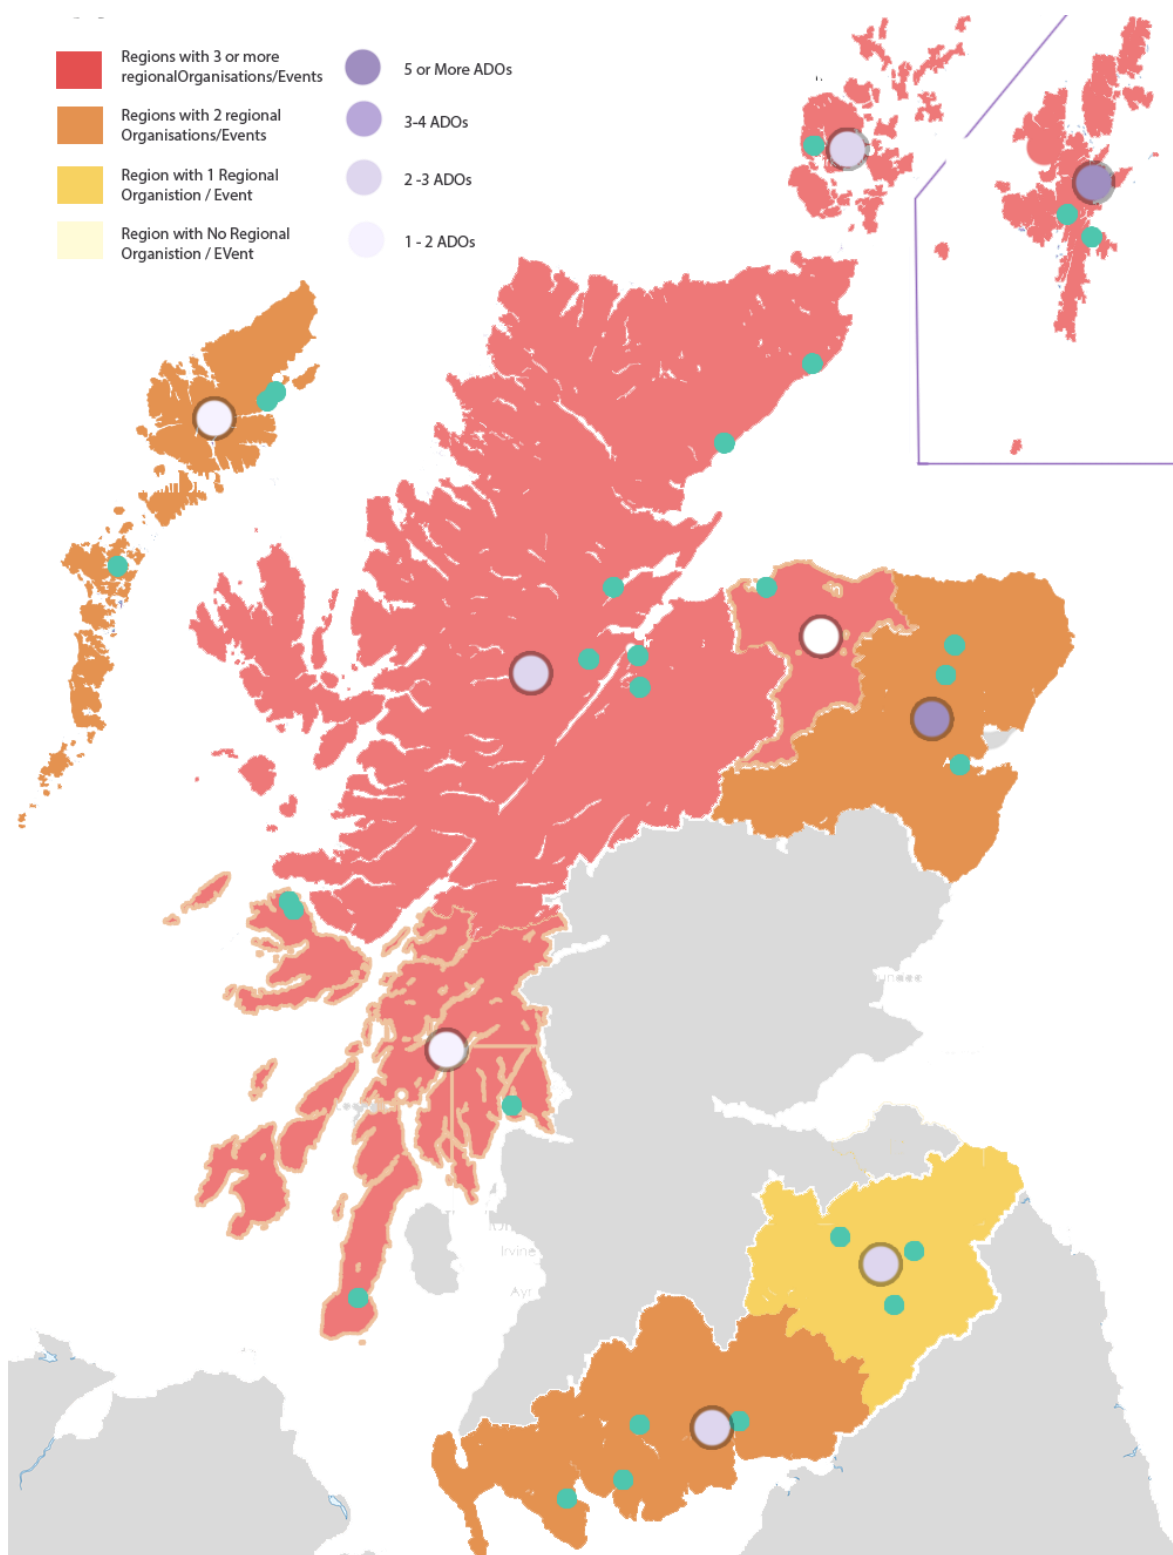 Regions with 3 or more
regionalOrganisations/Events
Regions with 2 regional
Organisations/Events
Region with 1 Regional
Organistion / Event
Region with No Regional
Organistion / EVent
5 or More ADOs
3-4 ADOs
2 -3 ADOs
1 - 2 ADOs
Irvine
Ayr